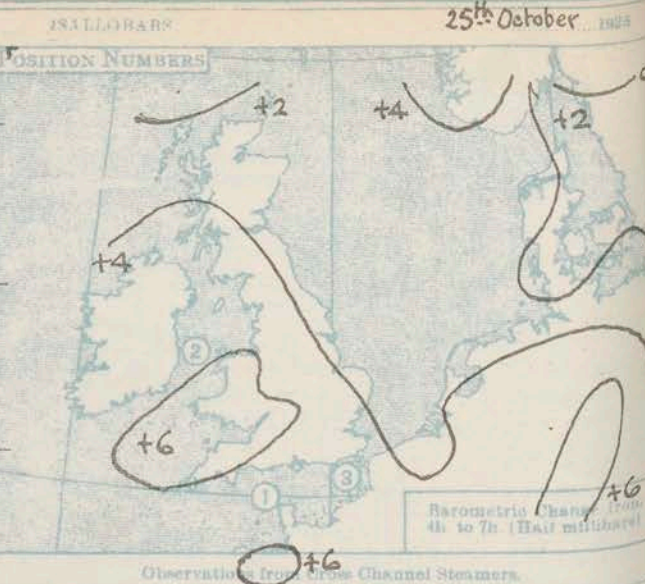 ISALLOBARS
25th October 1925
POSITION NUMBERS
+2
+4
+2
+4
2
+6
3
1
+6
Barometric Change from
4h to 7h (Half millibars)
+6
Observations from Cross Channel Steamers.